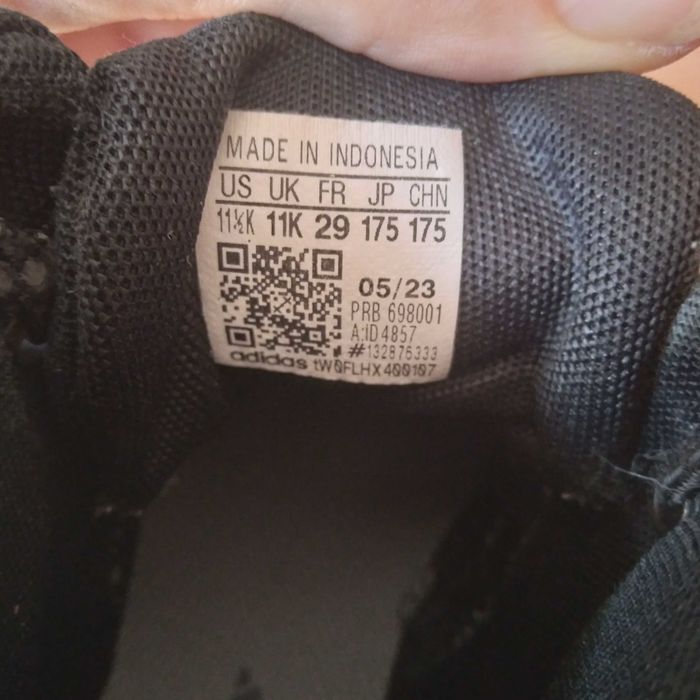 MADE IN INDONESIA
US UK FR JP CHN
11½K 11K 29 175 175
05/23
PRB 698001
A:ID4857
#132876333
adidas tW0FLHX400107